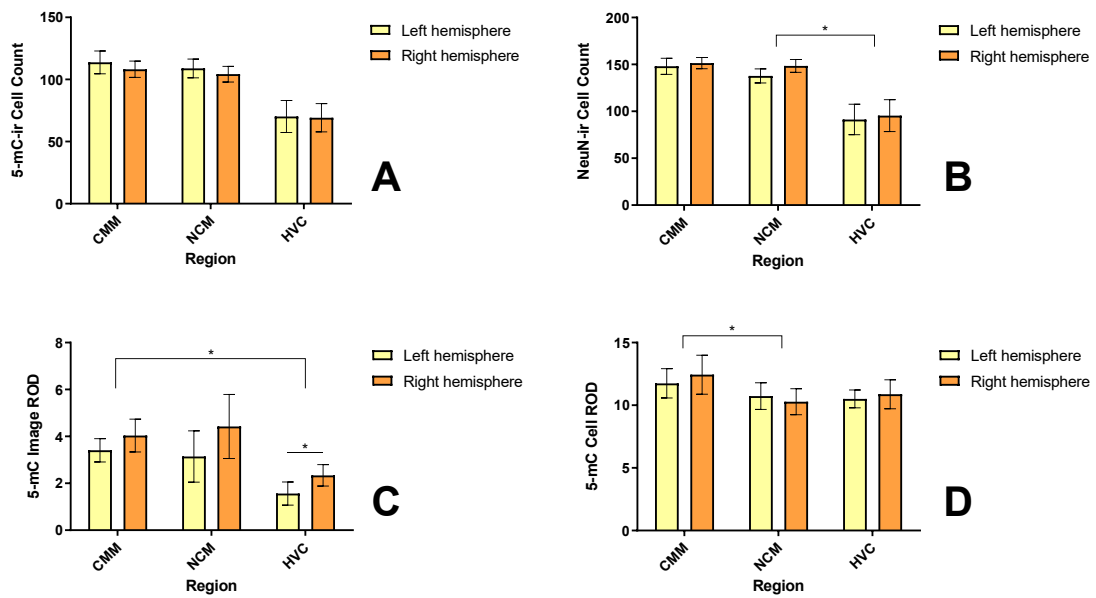 150
100
50
0
5-mC-ir Cell Count
CMM
NCM
HVC
Region
Left hemisphere
Right hemisphere
A
200
150
100
50
0
NeuN-ir Cell Count
*
CMM
NCM
HVC
Region
Left hemisphere
Right hemisphere
B
8
6
4
2
0
5-mC Image ROD
*
*
CMM
NCM
HVC
Region
Left hemisphere
Right hemisphere
C
15
10
5
0
5-mC Cell ROD
*
CMM
NCM
HVC
Region
Left hemisphere
Right hemisphere
D